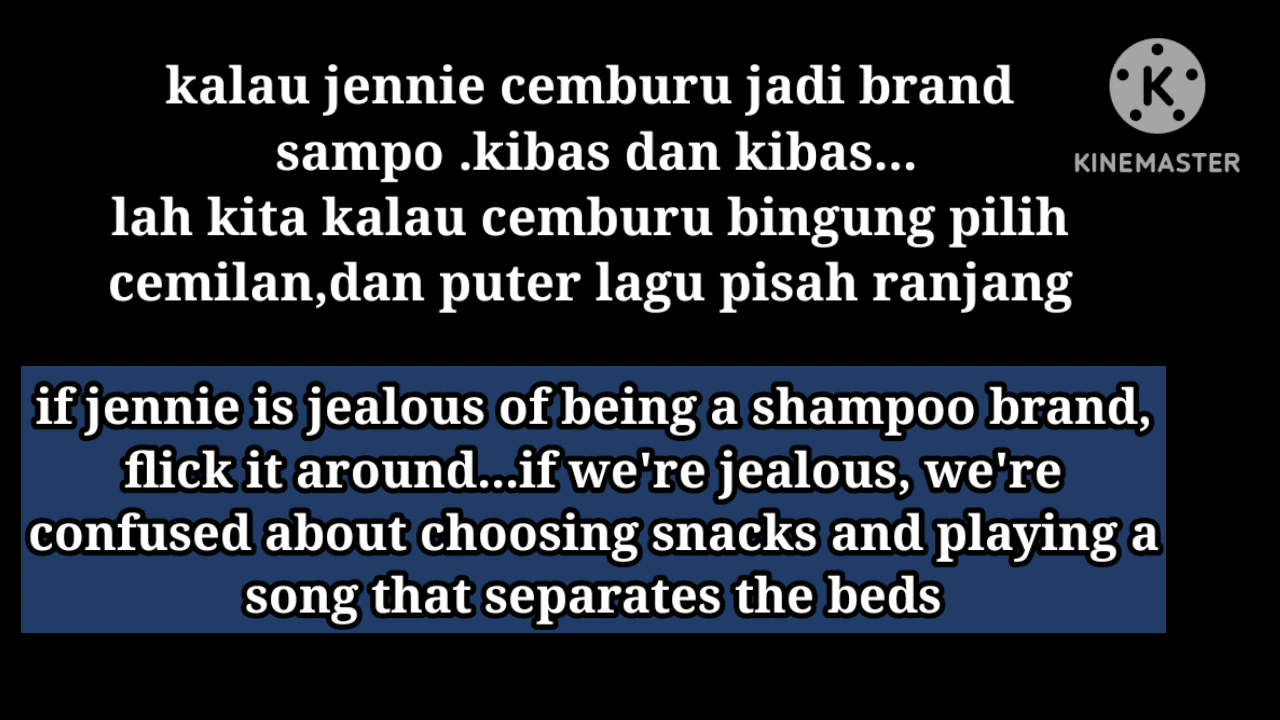 kalau jennie cemburu jadi brand
sampo .kibas dan kibas...
lah kita kalau cemburu bingung pilih
cemilan,dan puter lagu pisah ranjang
K
KINEMASTER
if jennie is jealous of being a shampoo brand,
flick it around...if we're jealous, we're
confused about choosing snacks and playing a
song that separates the beds